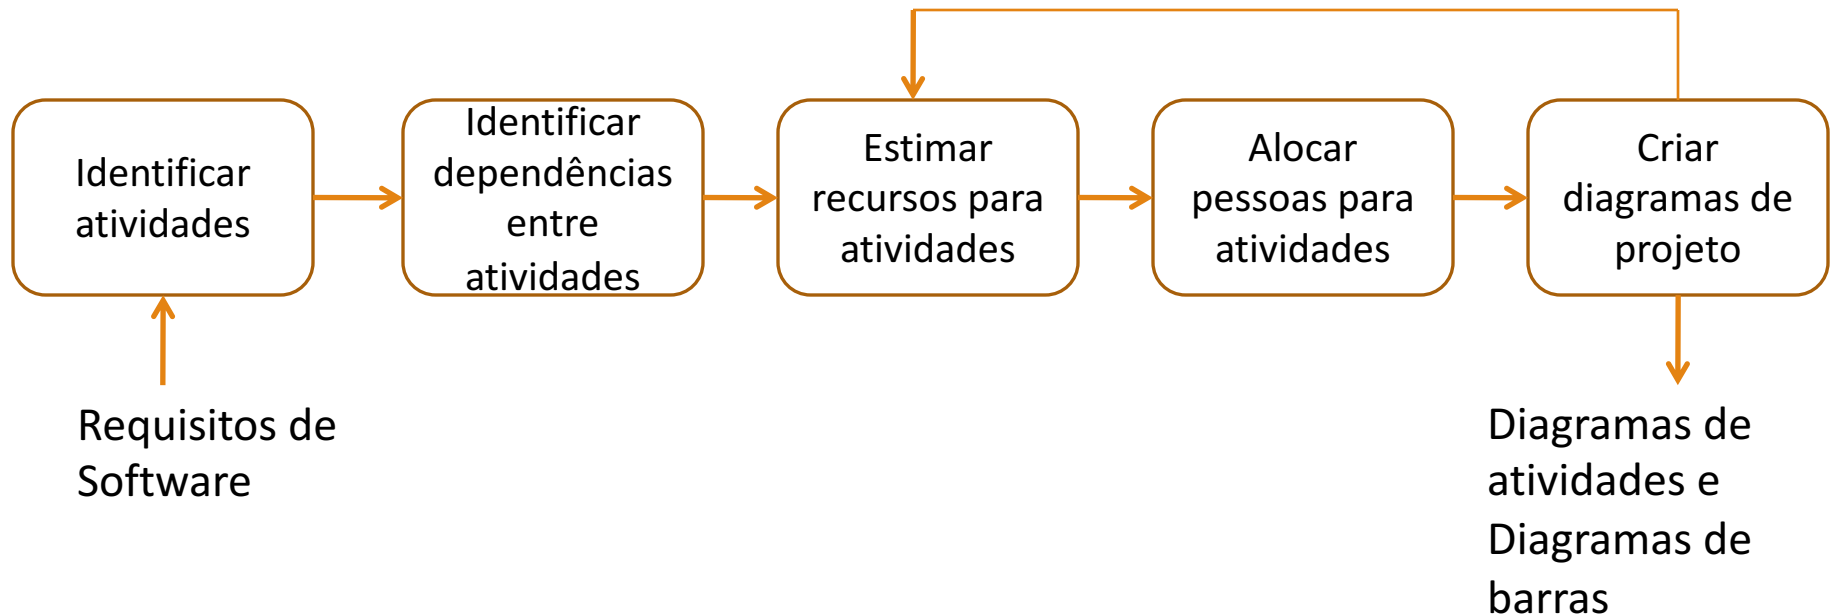 Identificar
atividades
Identificar
dependências
entre
atividades
Estimar
recursos para
atividades
Alocar
pessoas para
atividades
Criar
diagramas de
projeto
Requisitos de
Software
Diagramas de
atividades e
Diagramas de
barras